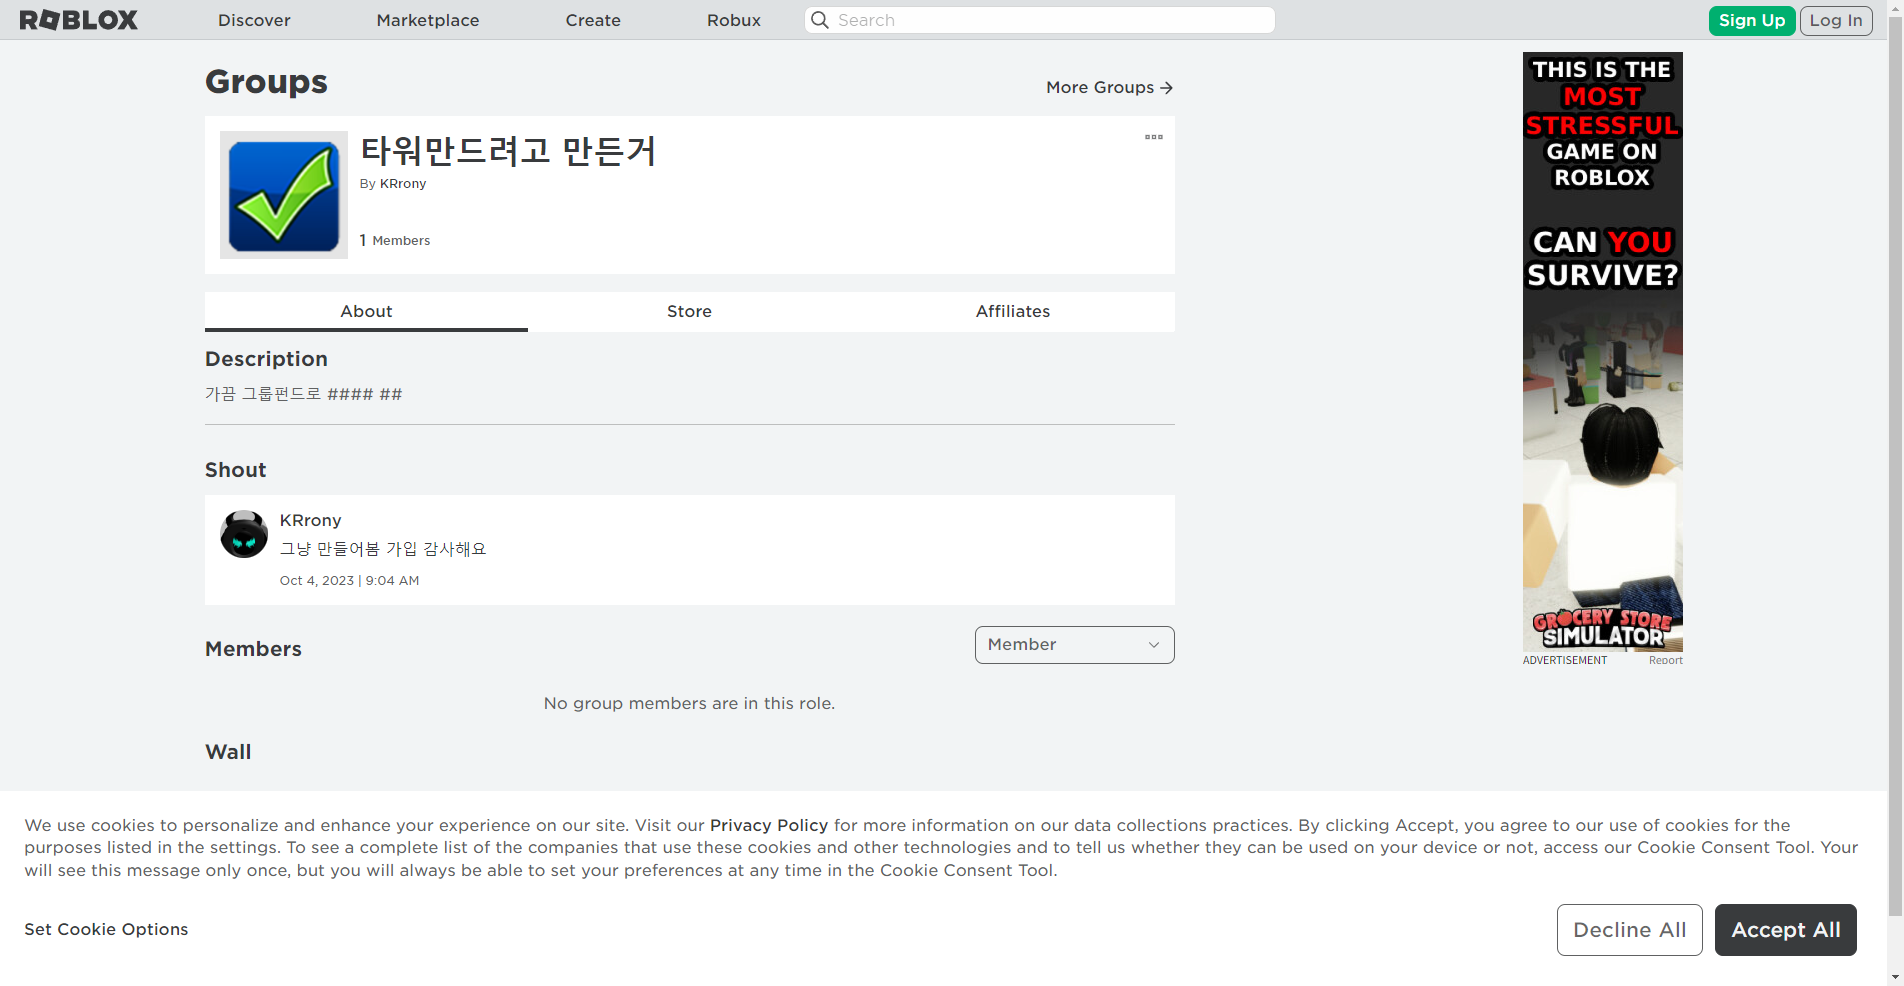 ROBLOX
Discover
Marketplace
Create
Robux
Search
Sign Up
Log In
Groups
More Groups
타워만드려고 만든거
By KRrony
1 Members
About
Store
Affiliates
Description
가끔 그룹펀드로 #### ##
Shout
KRrony
그냥 만들어봄 가입 감사해요
Oct 4, 2023 | 9:04 AM
Members
Member
No group members are in this role.
Wall
THIS IS THE
MOST
STRESSFUL
GAME ON
ROBLOX
CAN YOU
SURVIVE?
GROCERY STORE
SIMULATOR
ADVERTISEMENT
Report
We use cookies to personalize and enhance your experience on our site. Visit our Privacy Policy for more information on our data collections practices. By clicking Accept, you agree to our use of cookies for the
purposes listed in the settings. To see a complete list of the companies that use these cookies and other technologies and to tell us whether they can be used on your device or not, access our Cookie Consent Tool. Your
will see this message only once, but you will always be able to set your preferences at any time in the Cookie Consent Tool.
Set Cookie Options
Decline All
Accept All